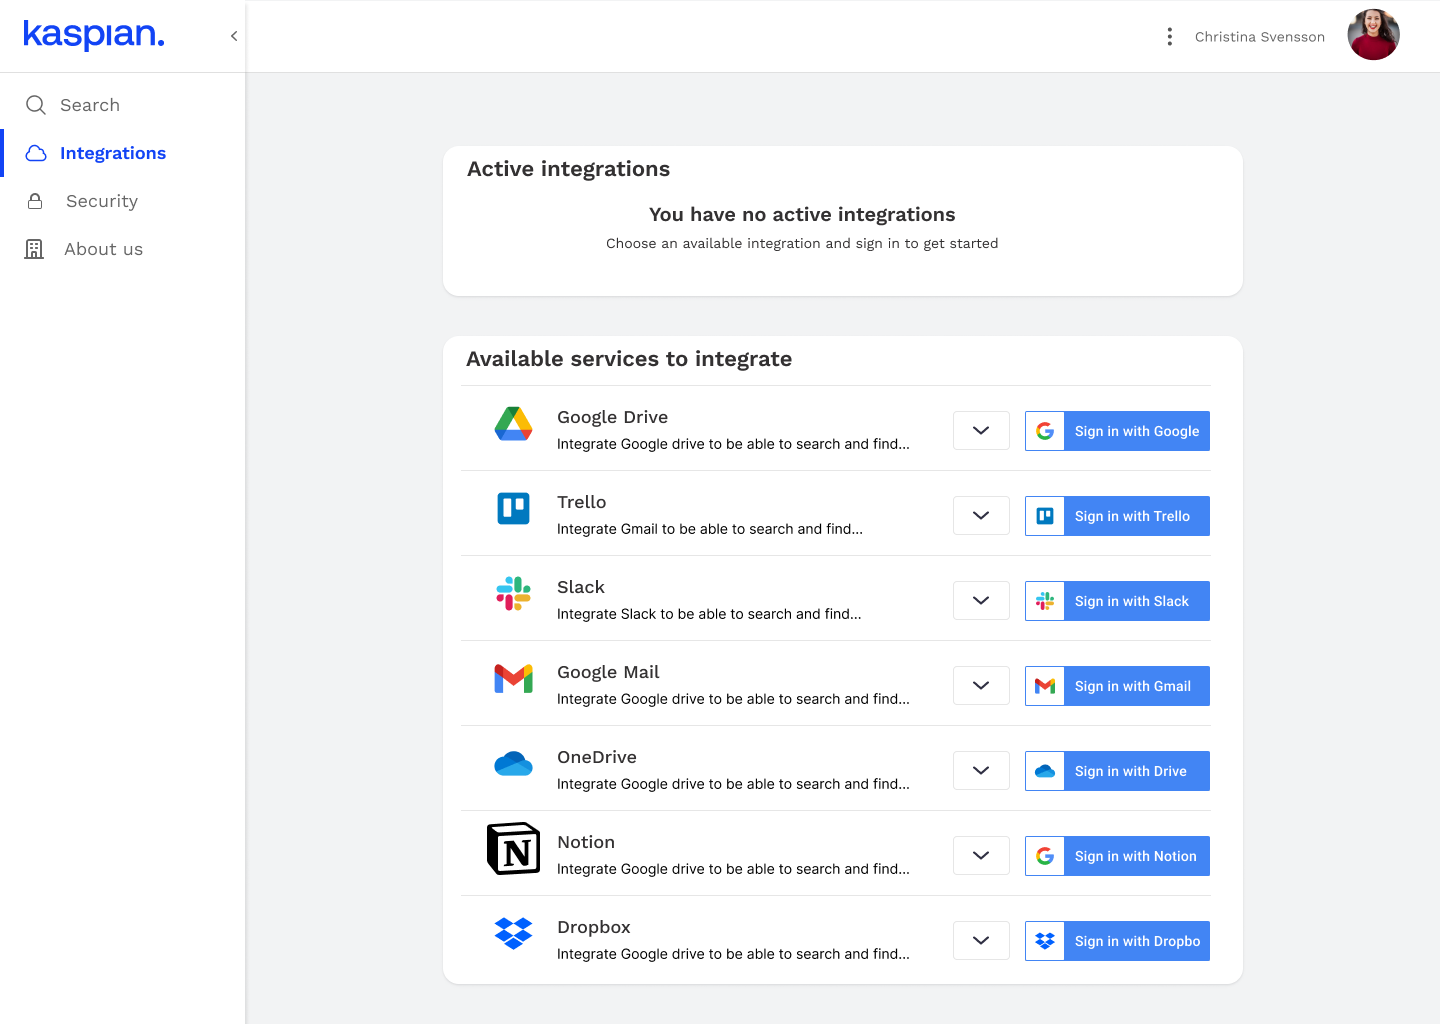 kaspian.
Christina Svensson
Search
Integrations
Security
About us
Active integrations
You have no active integrations
Choose an available integration and sign in to get started
Available services to integrate
Google Drive
Integrate Google drive to be able to search and find...
Sign in with Google
Trello
Integrate Gmail to be able to search and find...
Sign in with Trello
Slack
Integrate Slack to be able to search and find...
Sign in with Slack
Google Mail
Integrate Google drive to be able to search and find...
Sign in with Gmail
OneDrive
Integrate Google drive to be able to search and find...
Sign in with Drive
Notion
Integrate Google drive to be able to search and find...
Sign in with Notion
Dropbox
Integrate Google drive to be able to search and find...
Sign in with Dropbo